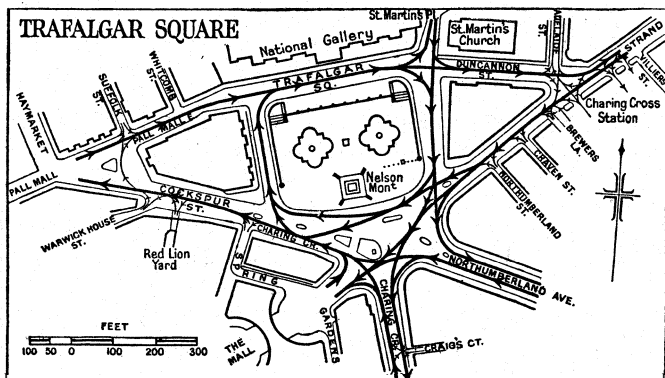 TRAFALGAR SQUARE
St. Martin's Pl
National Gallery
St. Martin's
Church
ADELAIDE
ST.
STRAND
VILLIERS
ST.
DUNCANNON
ST.
TRAFALGAR
SQ.
WHITCOMB
ST.
SUFFOLK
ST.
HAYMARKET
PALL MALL E
PALL MALL
Charing Cross
Station
BREWERS
LA.
CRAVEN ST.
NORTHUMBERLAND
ST.
Nelson
Mont
COCKSPUR
ST.
WARWICK HOUSE
ST.
Red Lion
Yard
CHARING CR.
SPRING
GARDENS
CHARING CR.
NORTHUMBERLAND AVE.
CRAIGS CT.
THE
MALL
FEET
100 50 0 100 200 300